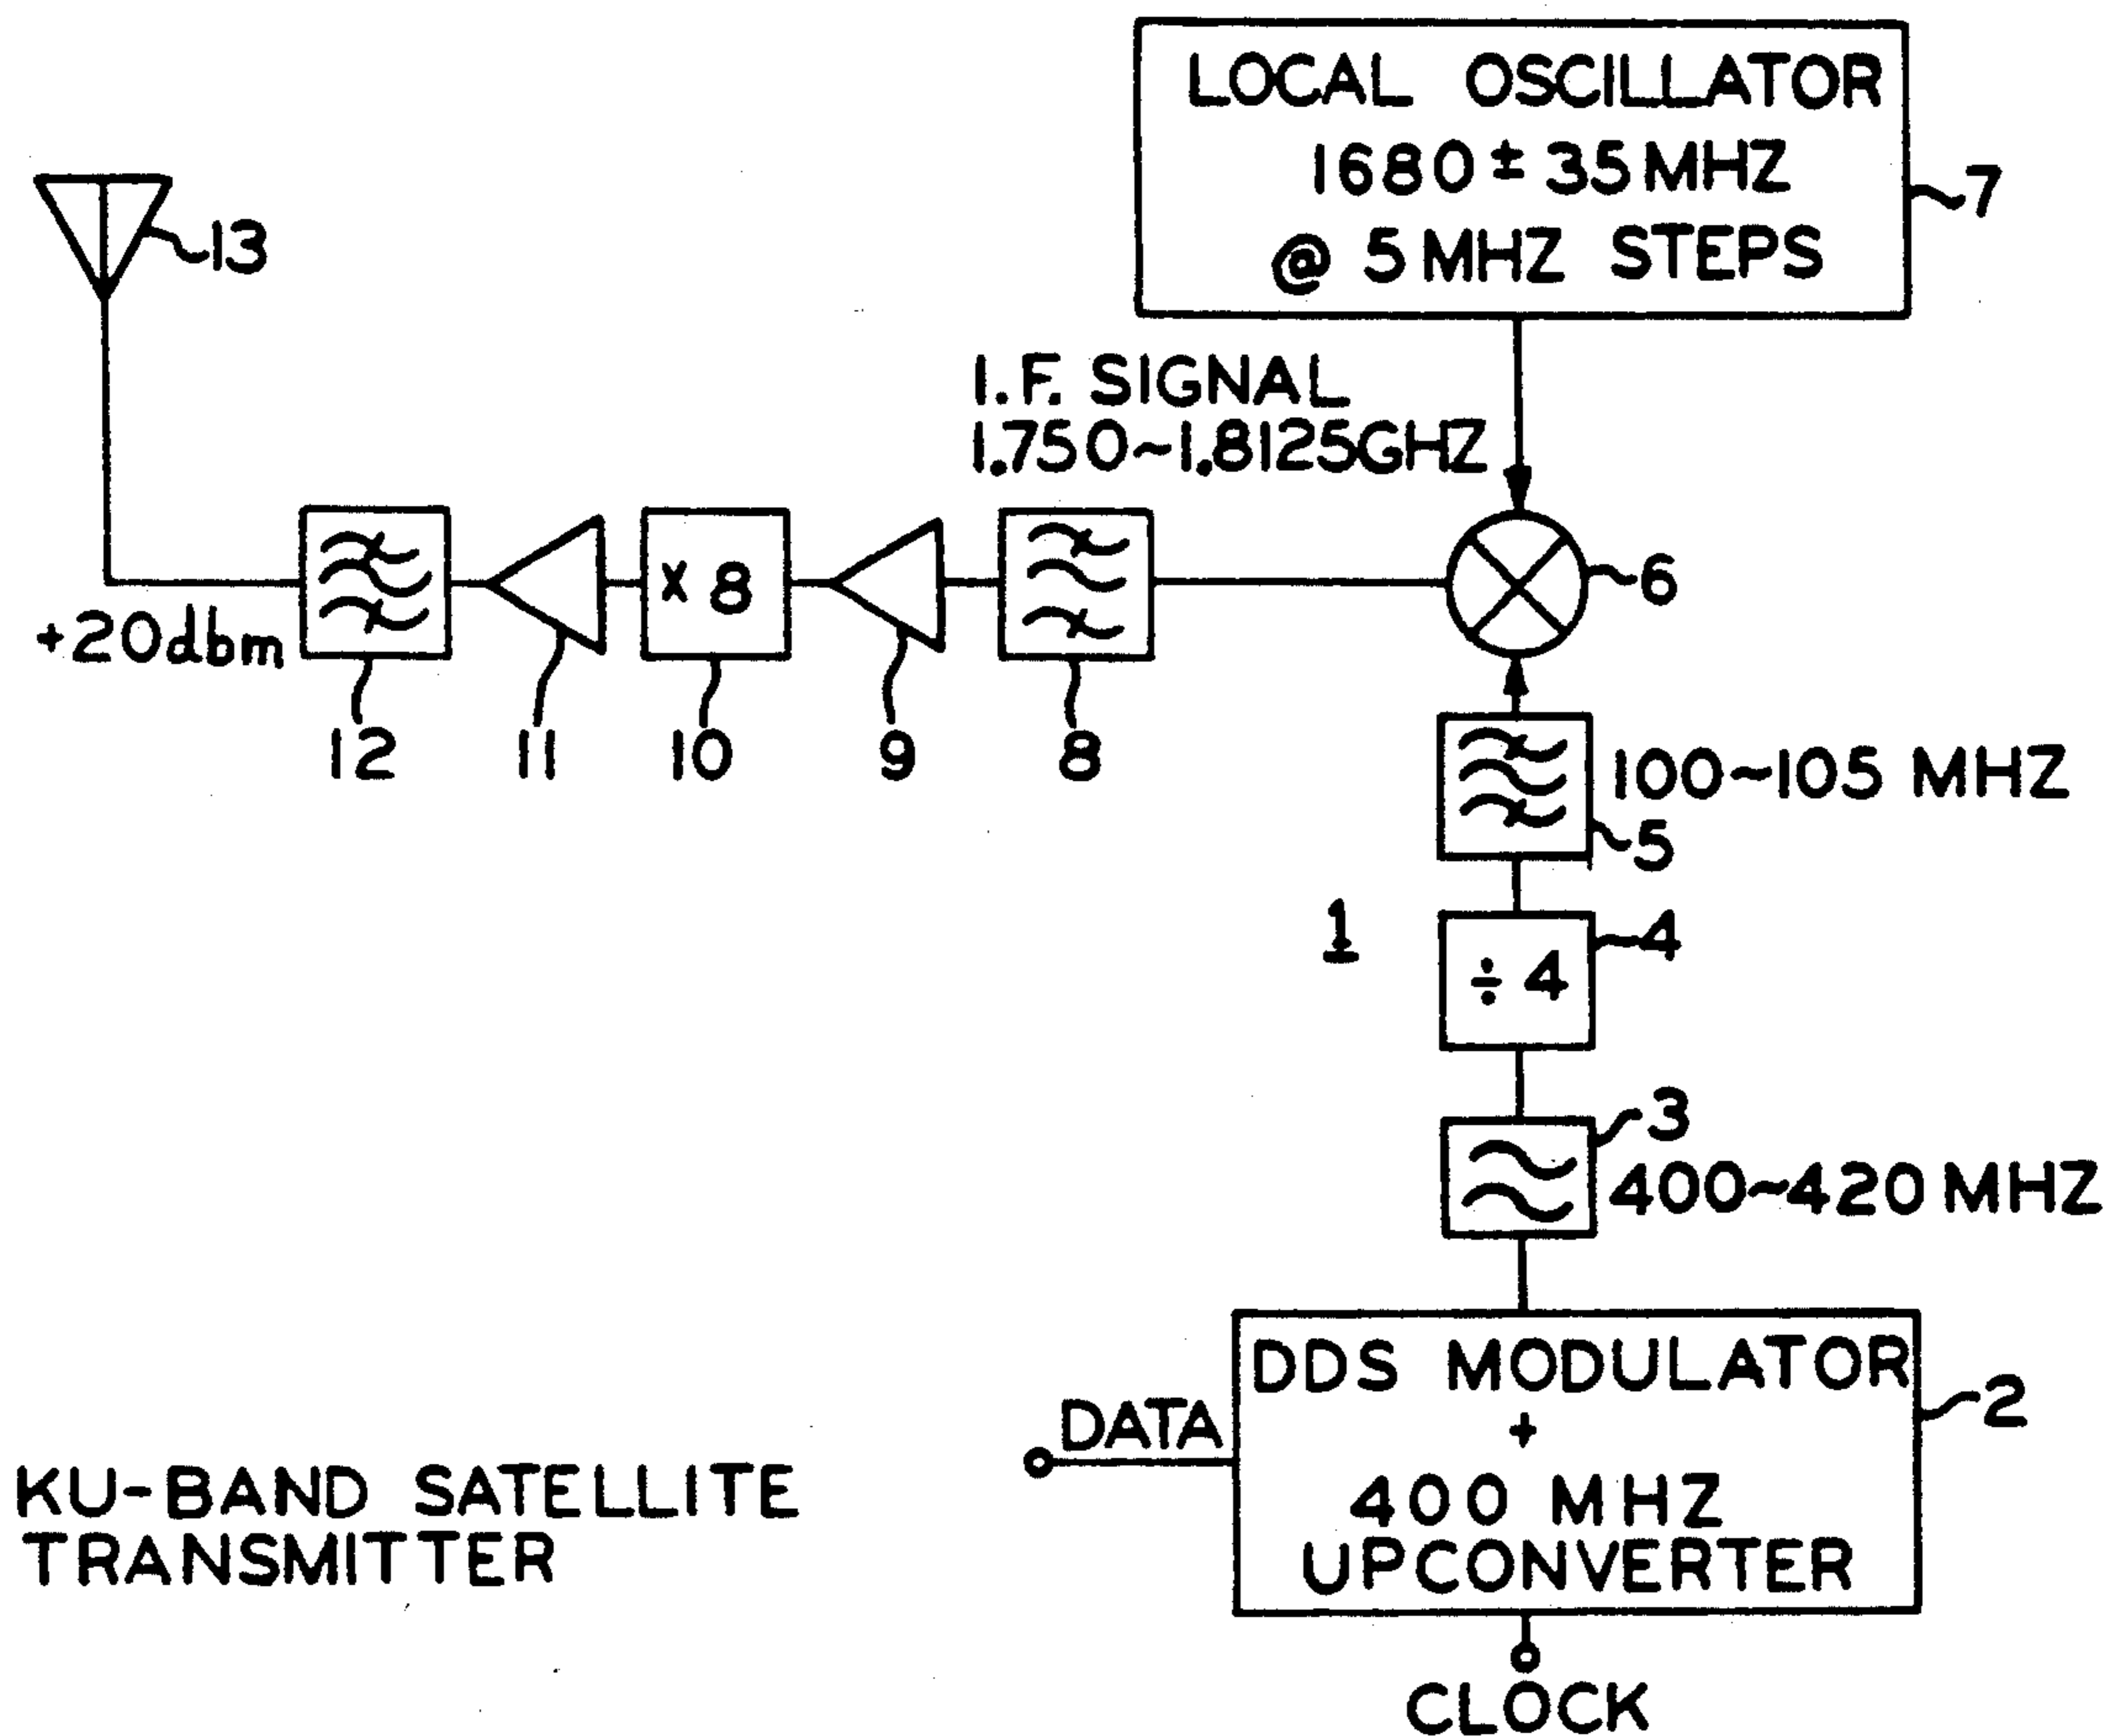 LOCAL OSCILLATOR
1680 ± 35 MHZ
@ 5 MHZ STEPS
7
13
I.F. SIGNAL
1.750~1.8125GHZ
X 8
6
+20dbm
12
11
10
9
8
100~105 MHZ
5
1
4
÷ 4
3
400~420 MHZ
DDS MODULATOR
+
400 MHZ
UPCONVERTER
2
DATA
KU-BAND SATELLITE
TRANSMITTER
CLOCK